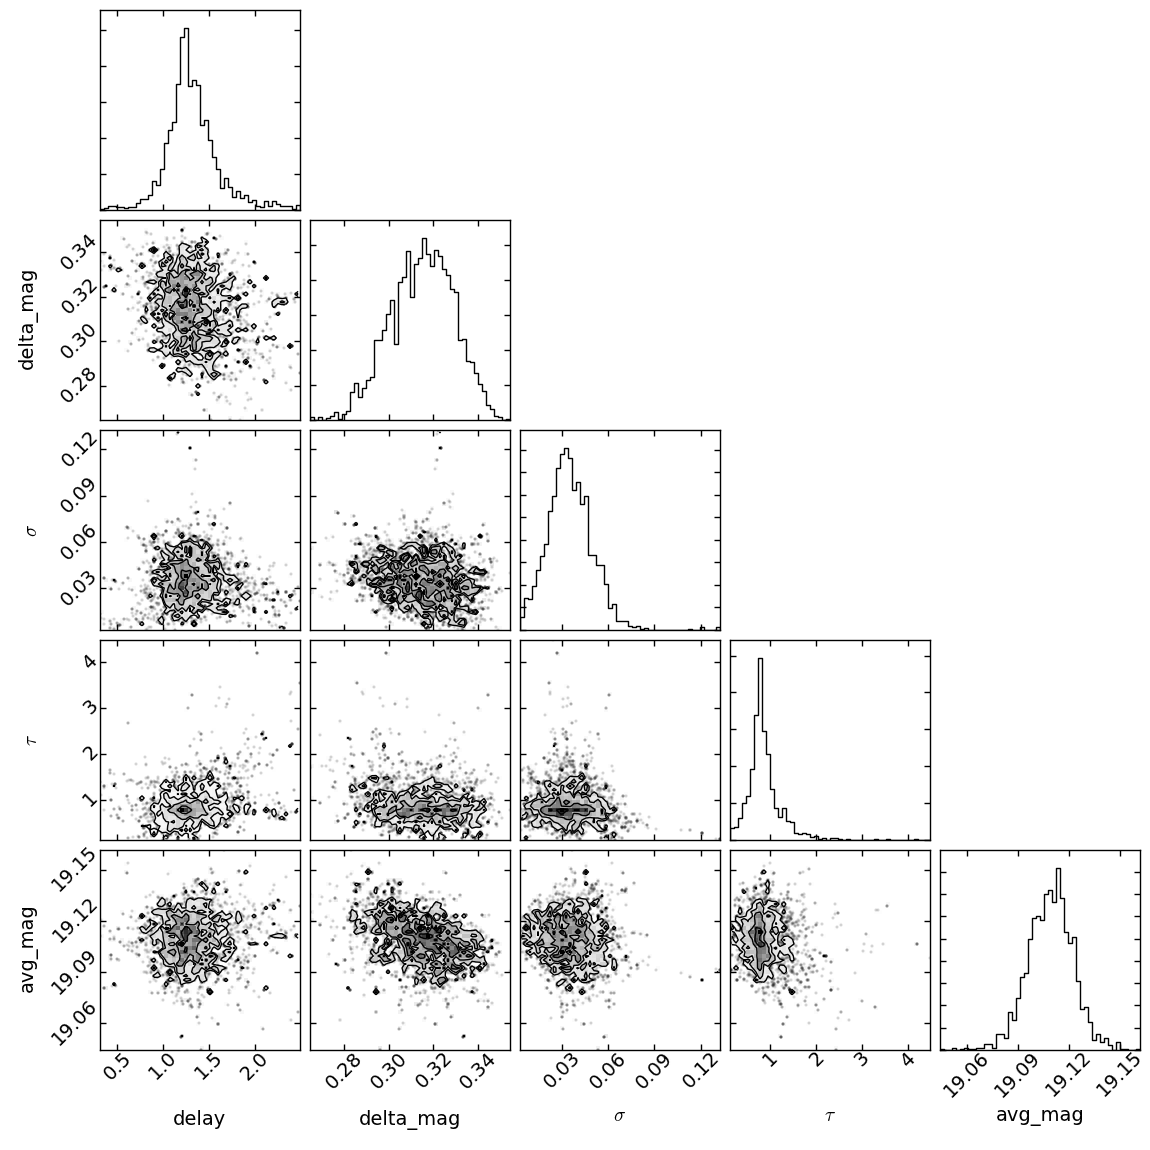 0.34
0.32
0.30
0.28
delta_mag
0.12
0.09
0.06
0.03
σ
4
3
2
1
τ
19.15
19.12
19.09
19.06
avg_mag
0.5 1.0 1.5 2.0 0.28 0.30 0.32 0.34 0.03 0.06 0.09 0.12 1 2 3 4 19.06 19.09 19.12 19.15
delay delta_mag σ τ avg_mag